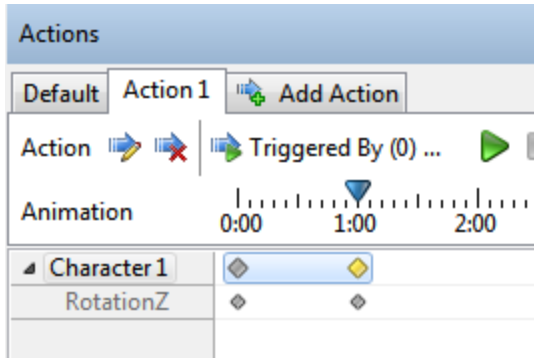 Actions
Default Action 1 Add Action
Action Triggered By (0) ...
Animation 0:00 1:00 2:00
Character 1
RotationZ